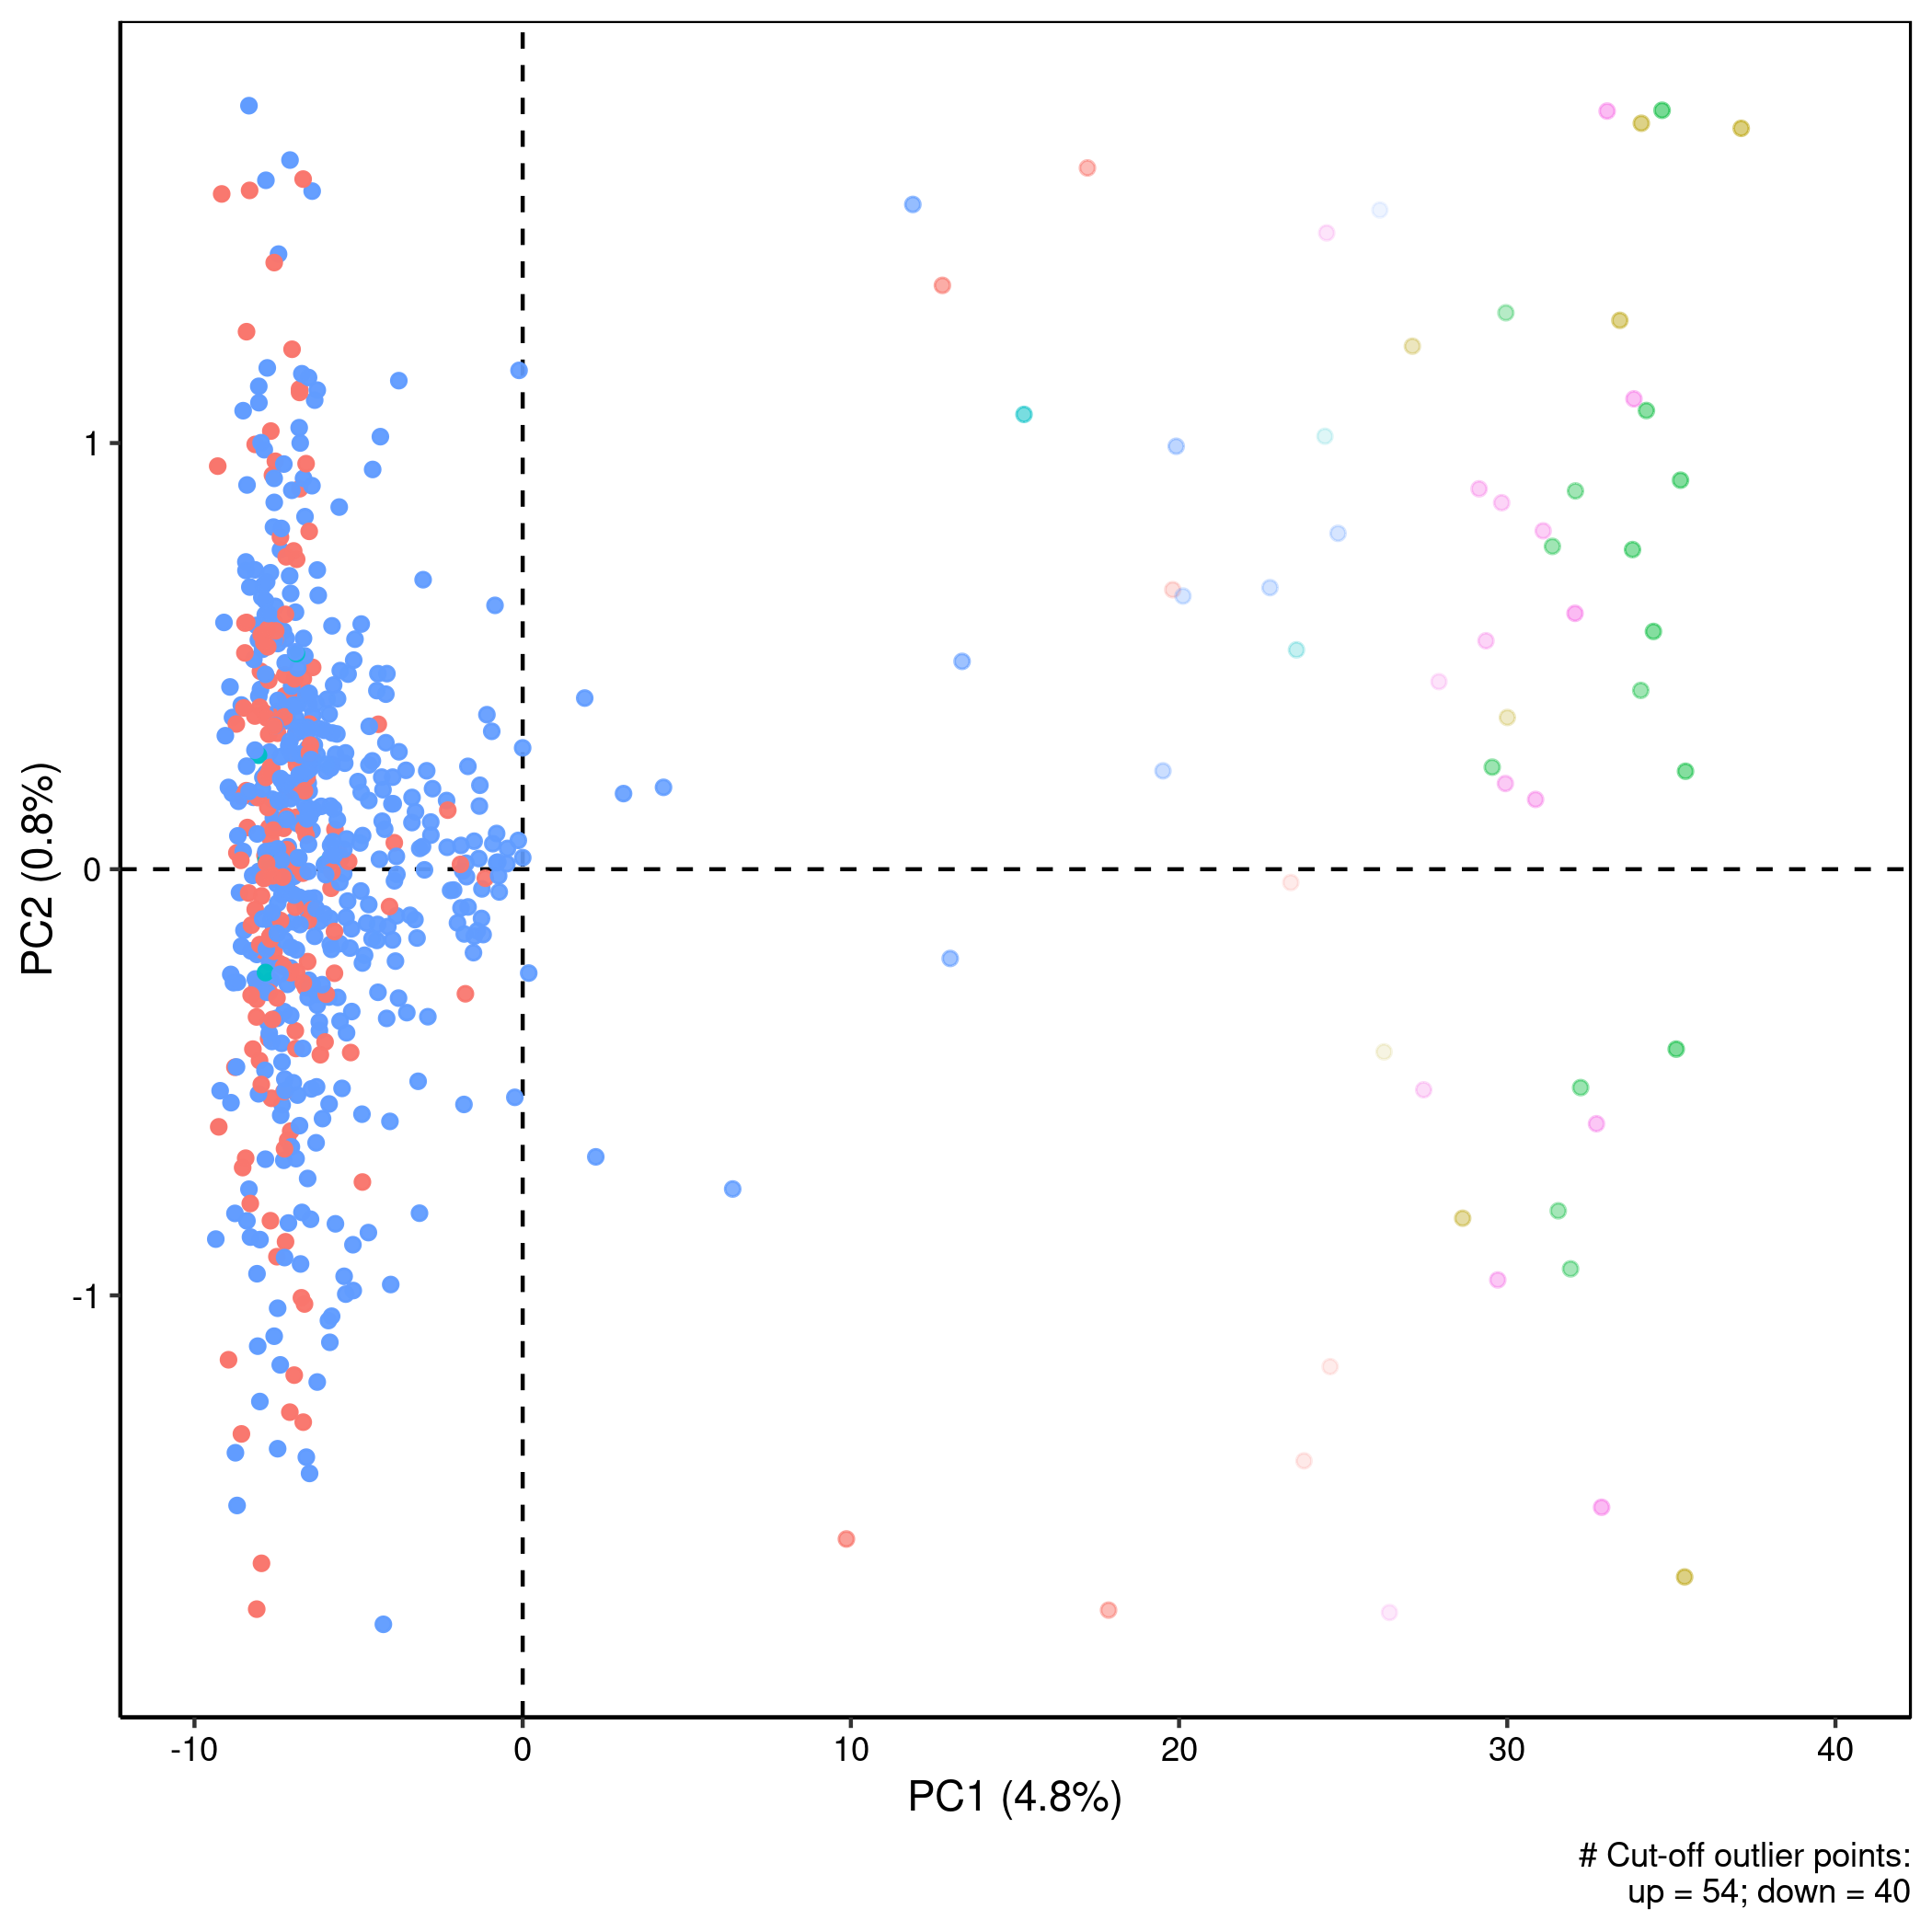 1
0
-1
PC2 (0.8%)
-10
0
10
20
30
40
PC1 (4.8%)
# Cut-off outlier points:
up = 54; down = 40